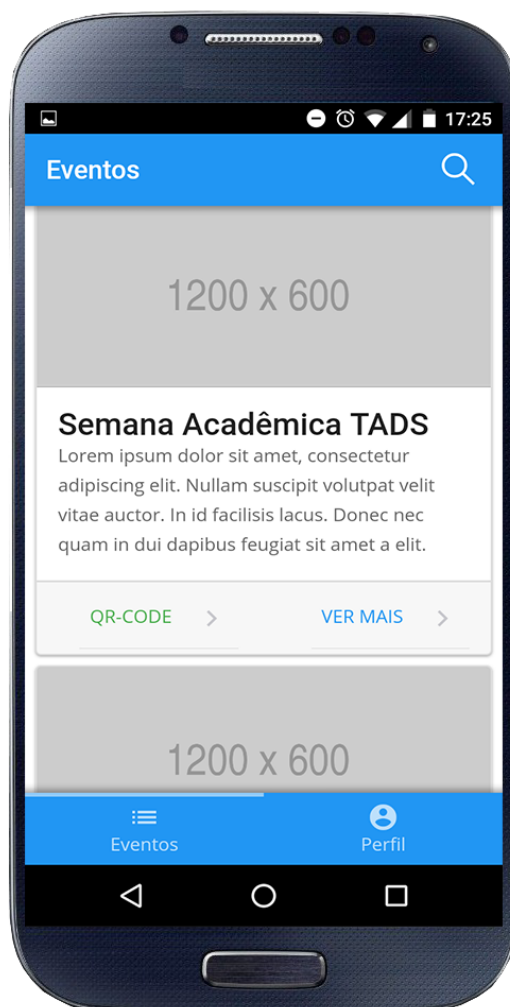 17:25
Eventos
1200 x 600
Semana Acadêmica TADS
Lorem ipsum dolor sit amet, consectetur
adipiscing elit. Nullam suscipit volutpat velit
vitae auctor. In id facilisis lacus. Donec nec
quam in dui dapibus feugiat sit amet a elit.
QR-CODE VER MAIS
1200 x 600
Eventos Perfil